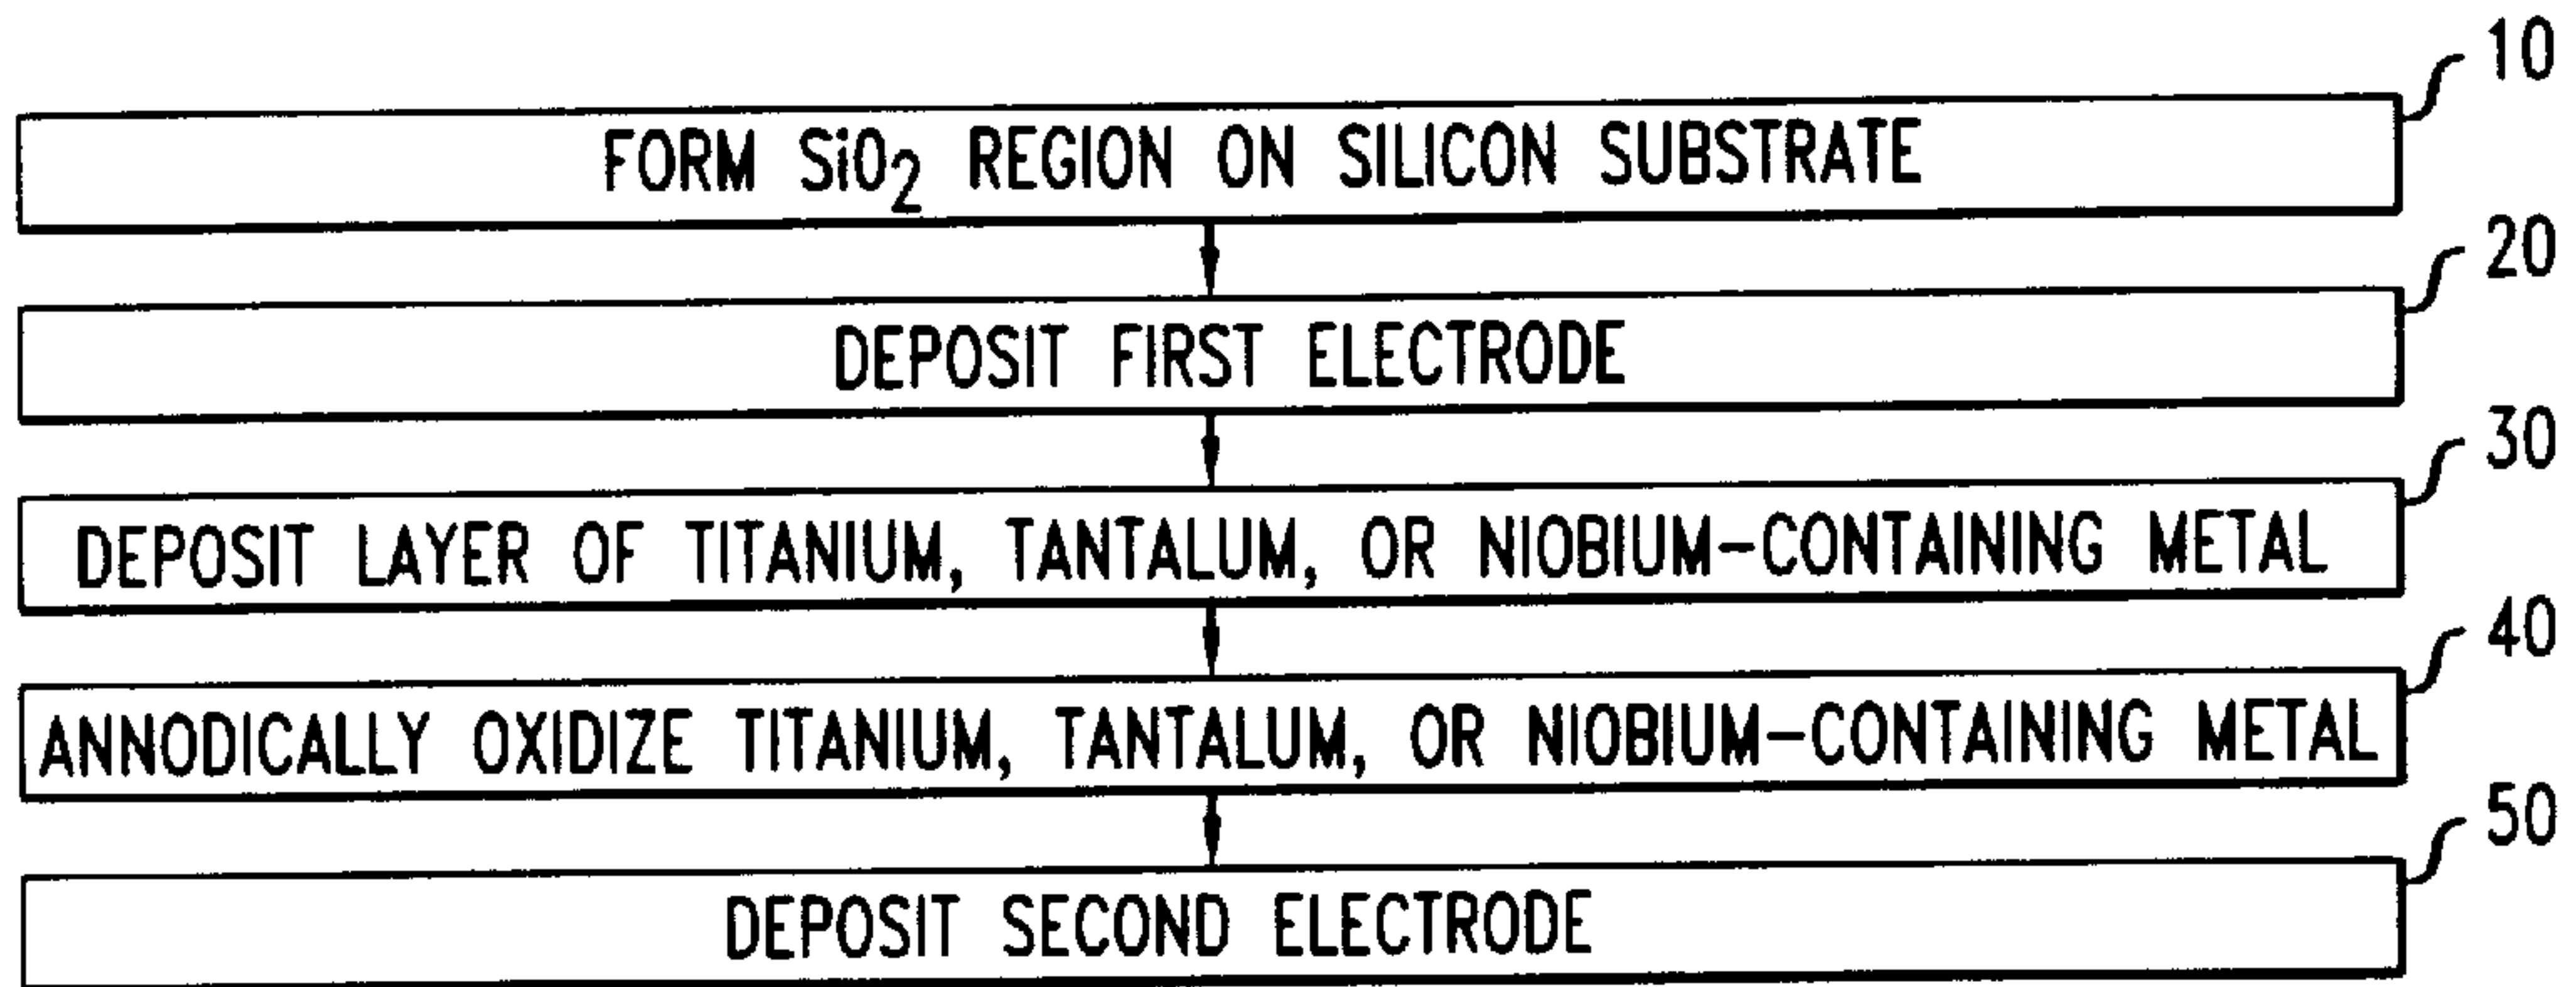 10
FORM SiO2 REGION ON SILICON SUBSTRATE
20
DEPOSIT FIRST ELECTRODE
30
DEPOSIT LAYER OF TITANIUM, TANTALUM, OR NIOBIUM-CONTAINING METAL
40
ANNODICALLY OXIDIZE TITANIUM, TANTALUM, OR NIOBIUM-CONTAINING METAL
50
DEPOSIT SECOND ELECTRODE